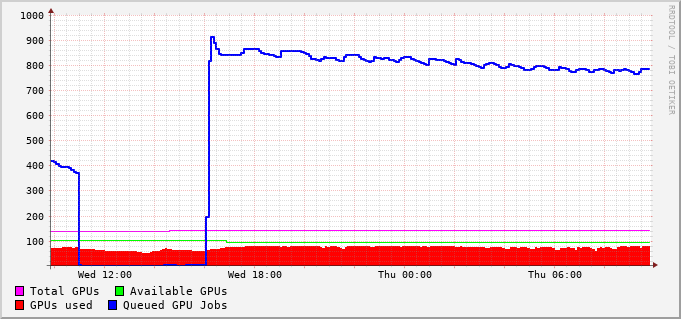 1000
900
800
700
600
500
400
300
200
100
Wed 12:00 Wed 18:00 Thu 00:00 Thu 06:00
Total GPUs Available GPUs
GPUs used Queued GPU Jobs
RRDTOOL / TOBI OETIKER